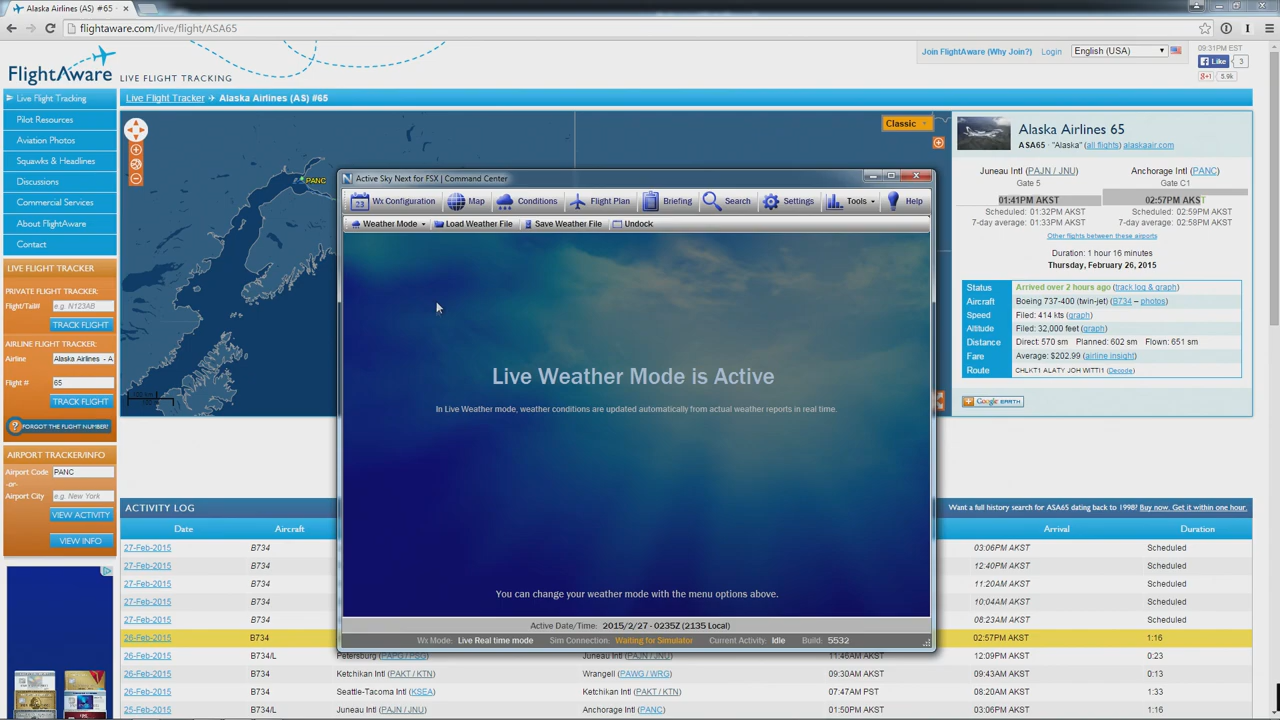 Alaska Airlines (AS) #65
flightaware.com/live/flight/ASA65
FlightAware
LIVE FLIGHT TRACKING
Join FlightAware (Why Join?)
Login
English (USA)
09:31PM EST
Like 3
+1 5.9k
Live Flight Tracking
Pilot Resources
Aviation Photos
Squawks & Headlines
Discussions
Commercial Services
About FlightAware
Contact
LIVE FLIGHT TRACKER
PRIVATE FLIGHT TRACKER:
Flight/Tail# e.g. N123AB
TRACK FLIGHT
AIRLINE FLIGHT TRACKER:
Airline Alaska Airlines - A
Flight # 65
TRACK FLIGHT
FORGOT THE FLIGHT NUMBER!
AIRPORT TRACKER/INFO
Airport Code PANC
-or-
Airport City e.g. New York
VIEW ACTIVITY
VIEW INFO
Live Flight Tracker Alaska Airlines (AS) #65
Classic
PANC
Active Sky Next for FSX | Command Center
Wx Configuration Map Conditions Flight Plan Briefing Search Settings Tools Help
Weather Mode Load Weather File Save Weather File Undock
Live Weather Mode is Active
In Live Weather mode, weather conditions are updated automatically from actual weather reports in real time.
You can change your weather mode with the menu options above.
Active Date/Time: 2015/2/27 - 0235Z (2135 Local)
Wx Mode: Live Real time mode Sim Connection: Waiting for Simulator Current Activity: Idle Build: 5532
Alaska Airlines 65
ASA65 - "Alaska" (all flights) alaskaair.com
Juneau Intl (PAJN / JNU) Anchorage Intl (PANC)
Gate 5 Gate C1
01:41PM AKST 02:57PM AKST
Scheduled: 01:32PM AKST Scheduled: 02:59PM AKST
7-day average: 01:33PM AKST 7-day average: 02:58PM AKST
Other flights between these airports
Duration: 1 hour 16 minutes
Thursday, February 26, 2015
Status Arrived over 2 hours ago (track log & graph)
Aircraft Boeing 737-400 (twin-jet) (B734 – photos)
Speed Filed: 414 kts (graph)
Altitude Filed: 32,000 feet (graph)
Distance Direct: 570 sm Planned: 602 sm Flown: 651 sm
Fare Average: $202.99 (airline insight)
Route CHLKT1 ALATY JOH WITTI1 (Decode)
Google EARTH
ACTIVITY LOG Want a full history search for ASA65 dating back to 1998? Buy now. Get it within one hour.
Date Aircraft Arrival Duration
27-Feb-2015 B734 03:06PM AKST Scheduled
27-Feb-2015 B734 12:40PM AKST Scheduled
27-Feb-2015 B734 11:20AM AKST Scheduled
27-Feb-2015 B734 10:04AM AKST Scheduled
27-Feb-2015 B734 08:23AM AKST Scheduled
26-Feb-2015 B734 02:57PM AKST 1:16
26-Feb-2015 B734/L Petersburg (PAPG / PSG) Juneau Intl (PAJN / JNU) 11:46AM AKST 12:09PM AKST 0:23
26-Feb-2015 B734 Ketchikan Intl (PAKT / KTN) Wrangell (PAWG / WRG) 09:30AM AKST 09:43AM AKST 0:13
26-Feb-2015 B734 Seattle-Tacoma Intl (KSEA) Ketchikan Intl (PAKT / KTN) 07:47AM PST 08:20AM AKST 1:33
25-Feb-2015 B734/L Juneau Intl (PAJN / JNU) Anchorage Intl (PANC) 01:50PM AKST 03:06PM AKST 1:16